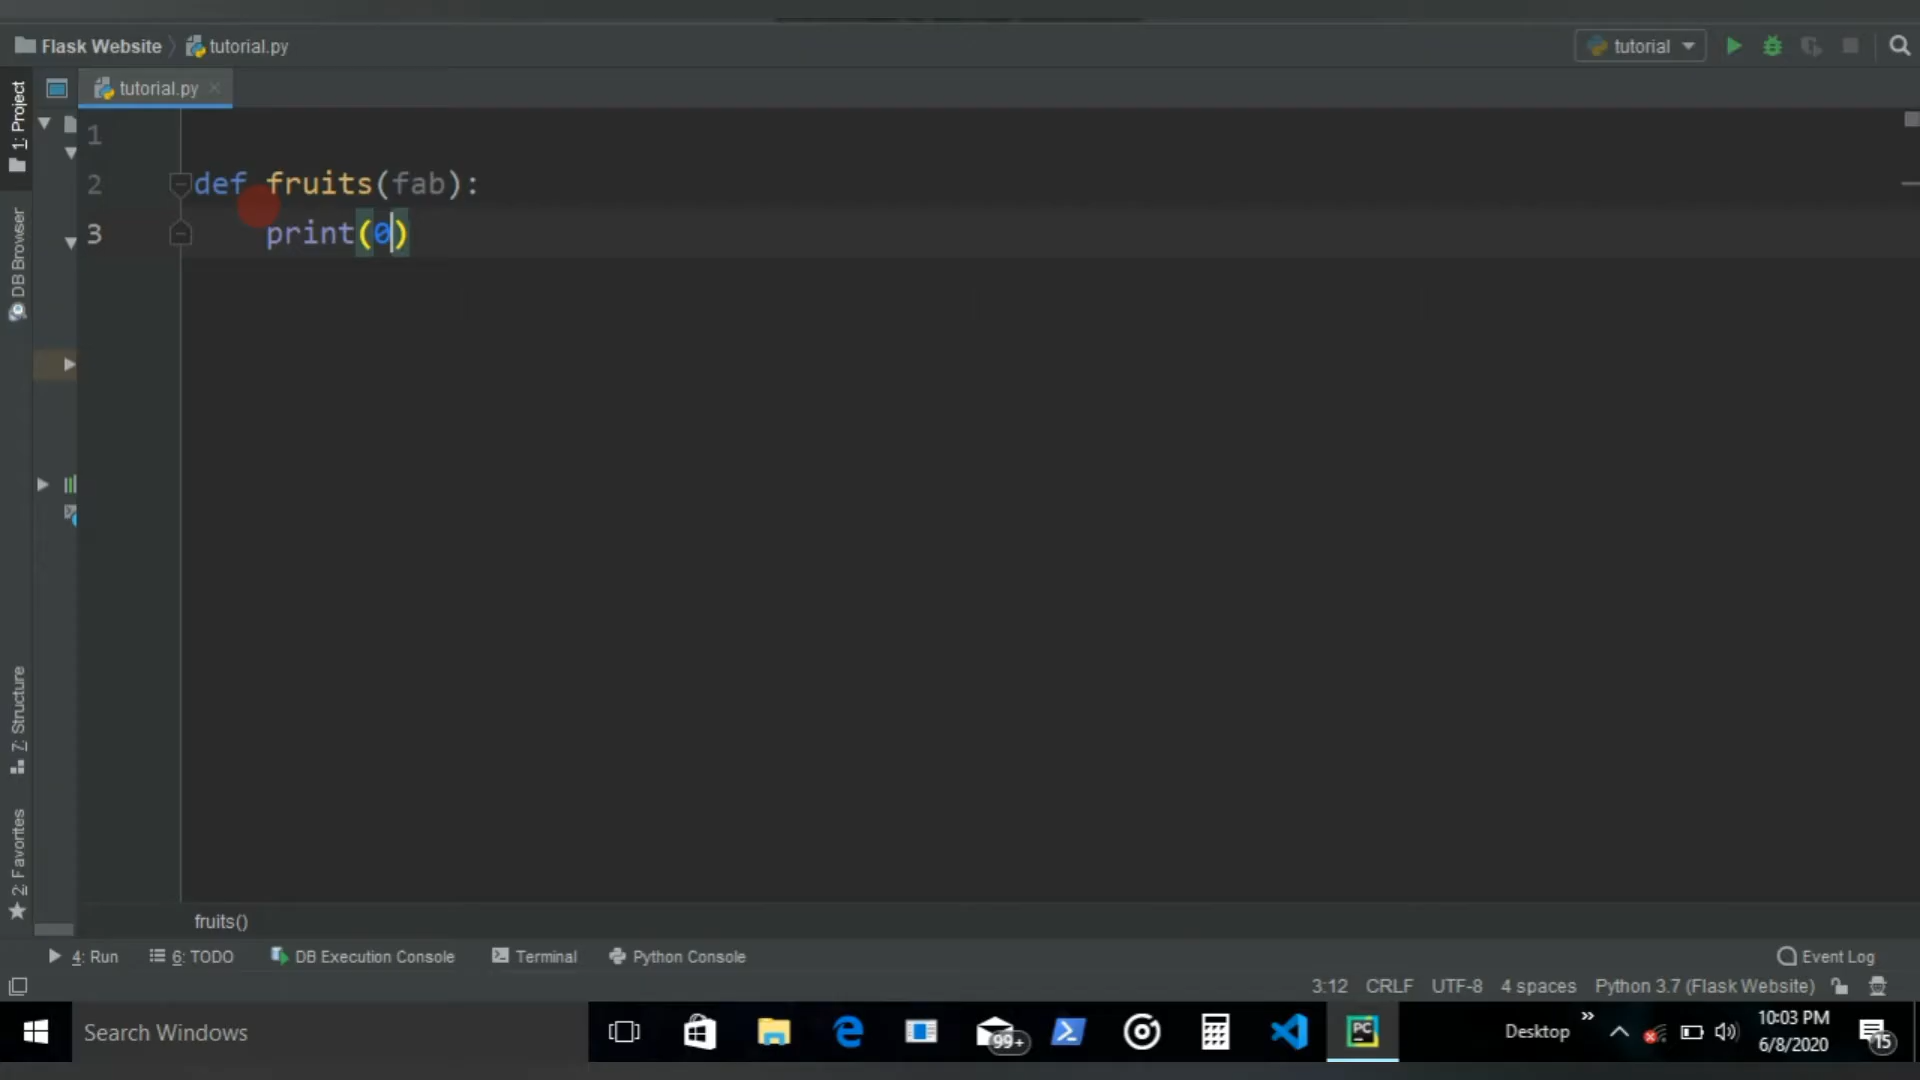 Flask Website
tutorial.py
tutorial
tutorial.py
1: Project
DB Browser
7: Structure
2: Favorites
1
2 def fruits(fab):
3 print(0)
fruits()
4: Run
6: TODO
DB Execution Console
Terminal
Python Console
Event Log
3:12 CRLF UTF-8 4 spaces Python 3.7 (Flask Website)
Search Windows
99+
PC
Desktop
10:03 PM
6/8/2020
15